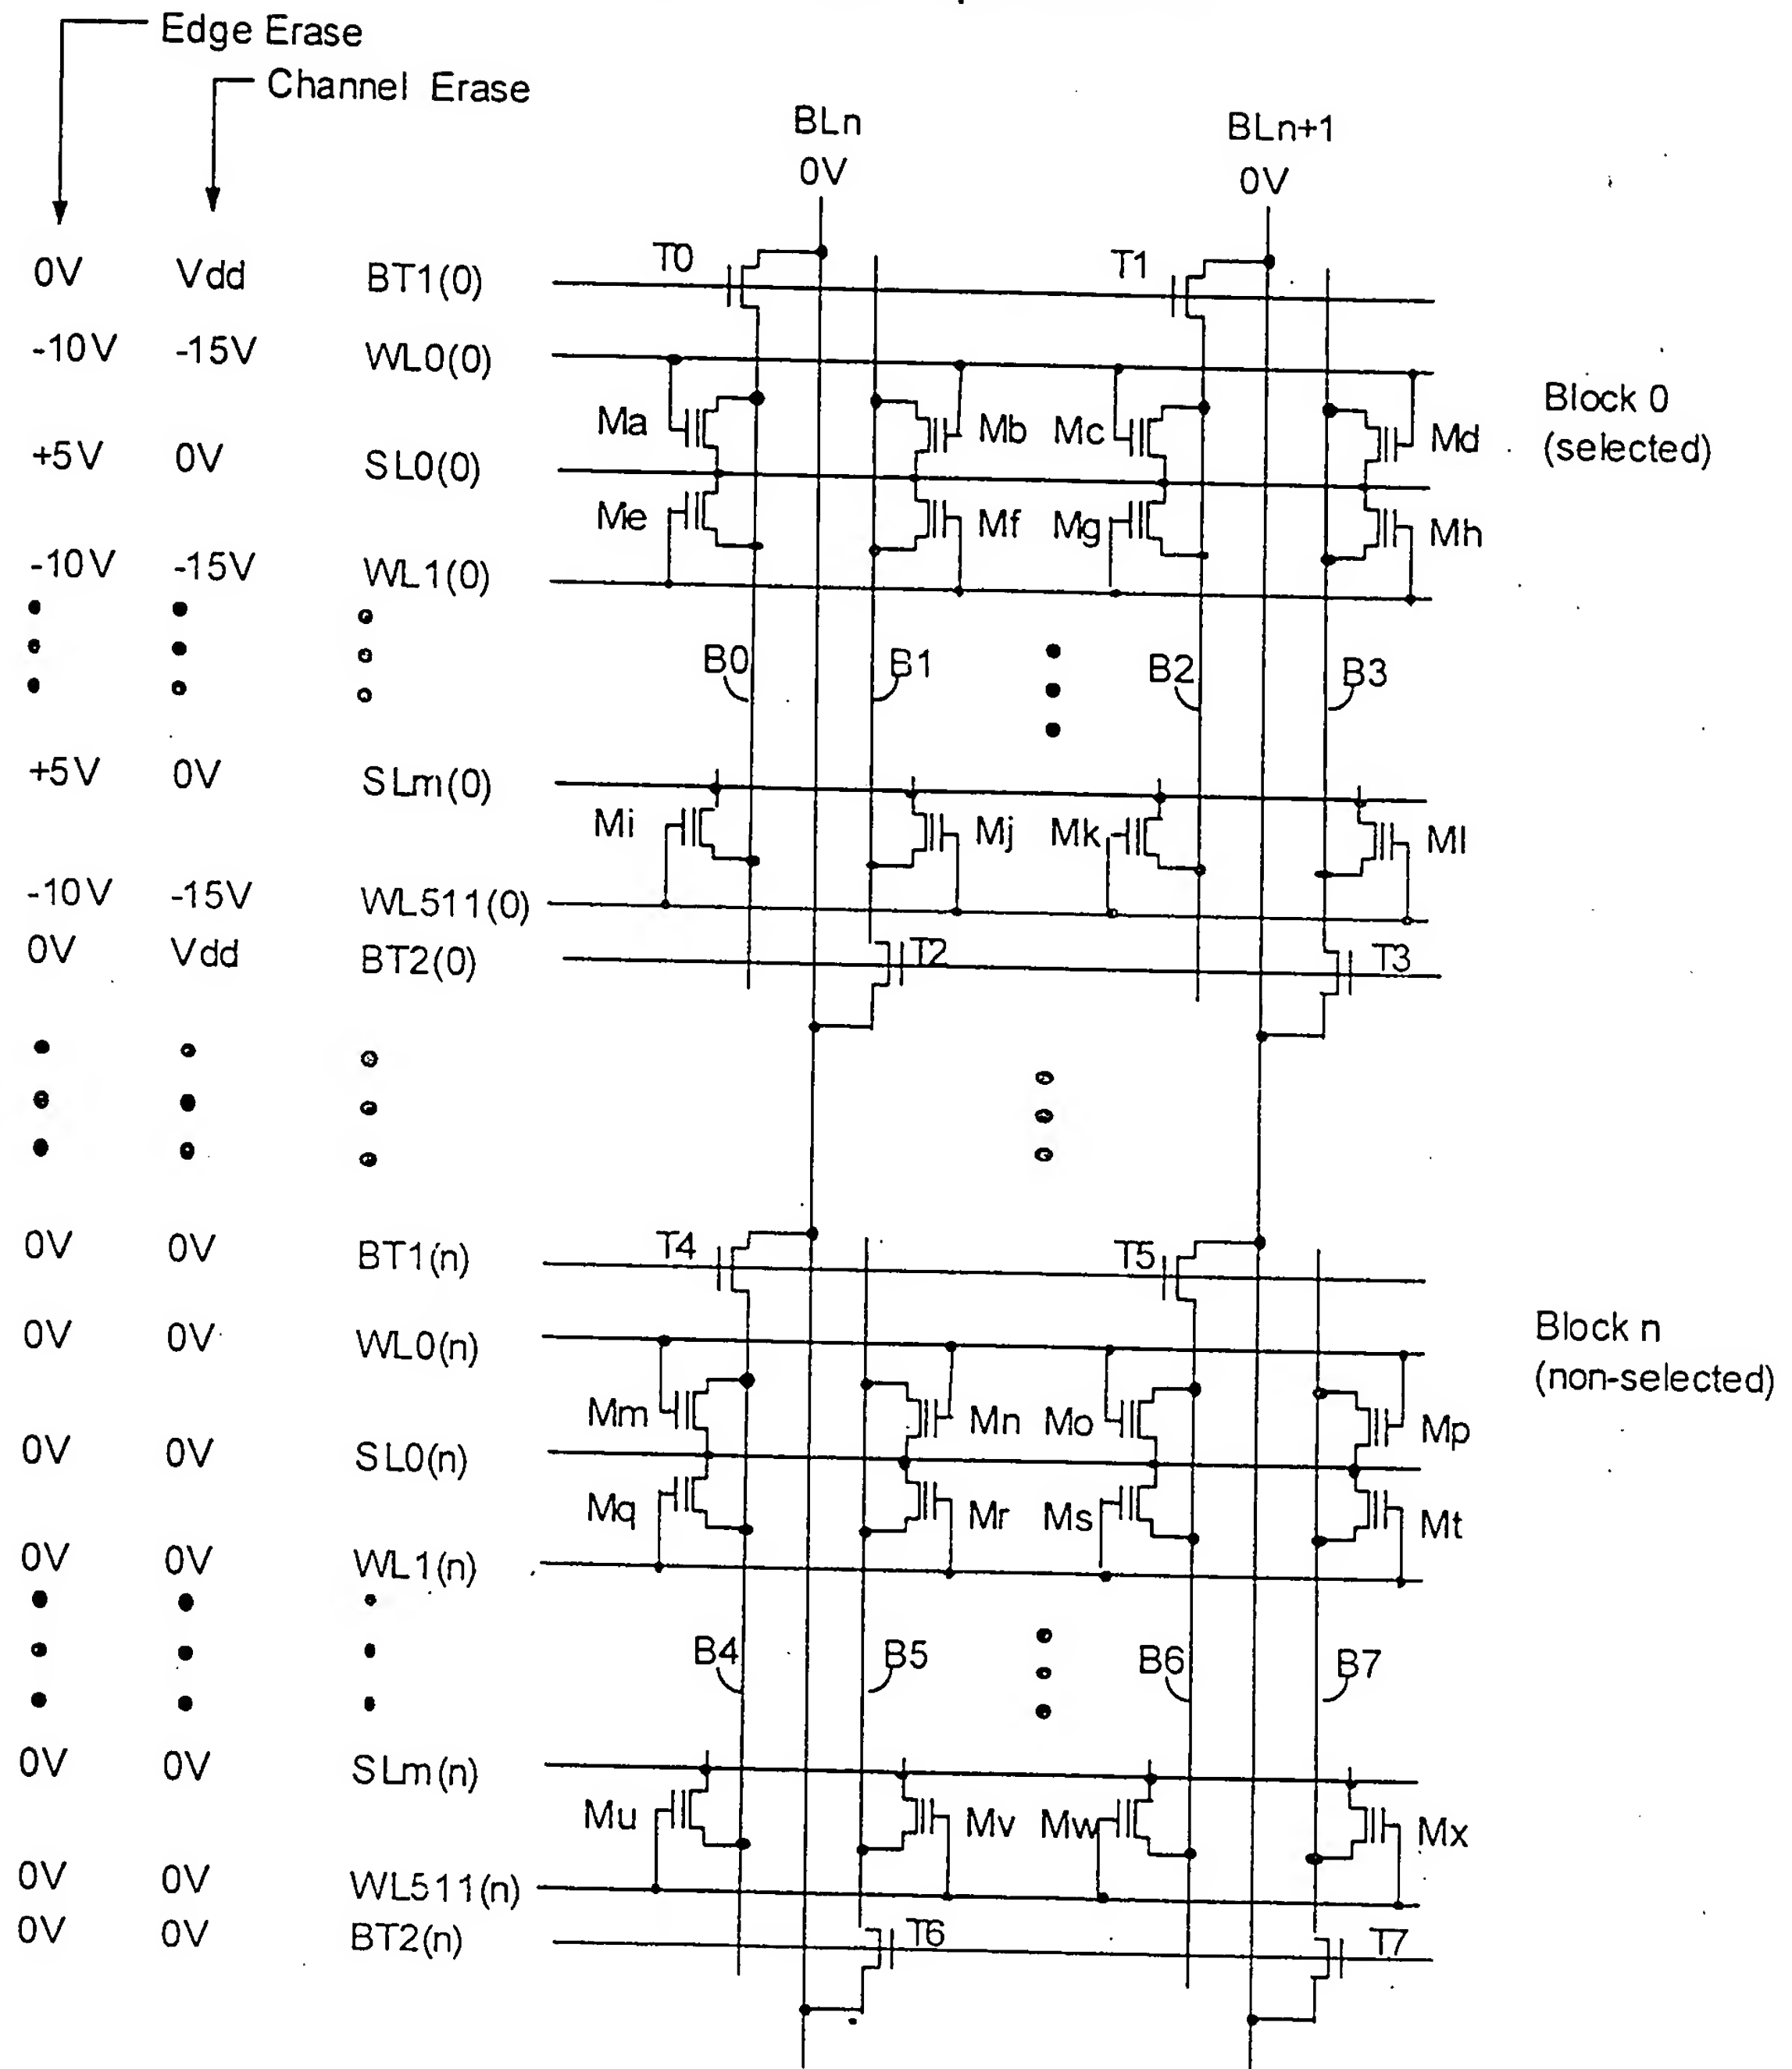 Edge Erase
Channel Erase
BLn BLn+1
0V 0V
0V Vdd BT1(0) T0 T1
-10V -15V WL0(0)
Block 0
Ma Mb Mc Md
(selected)
+5V 0V SL0(0)
Me Mf Mg Mh
-10V -15V WL1(0)
B0 B1 B2 B3
+5V 0V SLm(0)
Mi Mj Mk Ml
-10V -15V WL511(0)
0V Vdd BT2(0) T2 T3
0V 0V BT1(n) T4 T5
0V 0V WL0(n)
Block n
(non-selected)
Mm Mn Mo Mp
0V 0V SL0(n)
Mq Mr Ms Mt
0V 0V WL1(n)
B4 B5 B6 B7
0V 0V SLm(n)
Mu Mv Mw Mx
0V 0V WL511(n)
0V 0V BT2(n) T6 T7